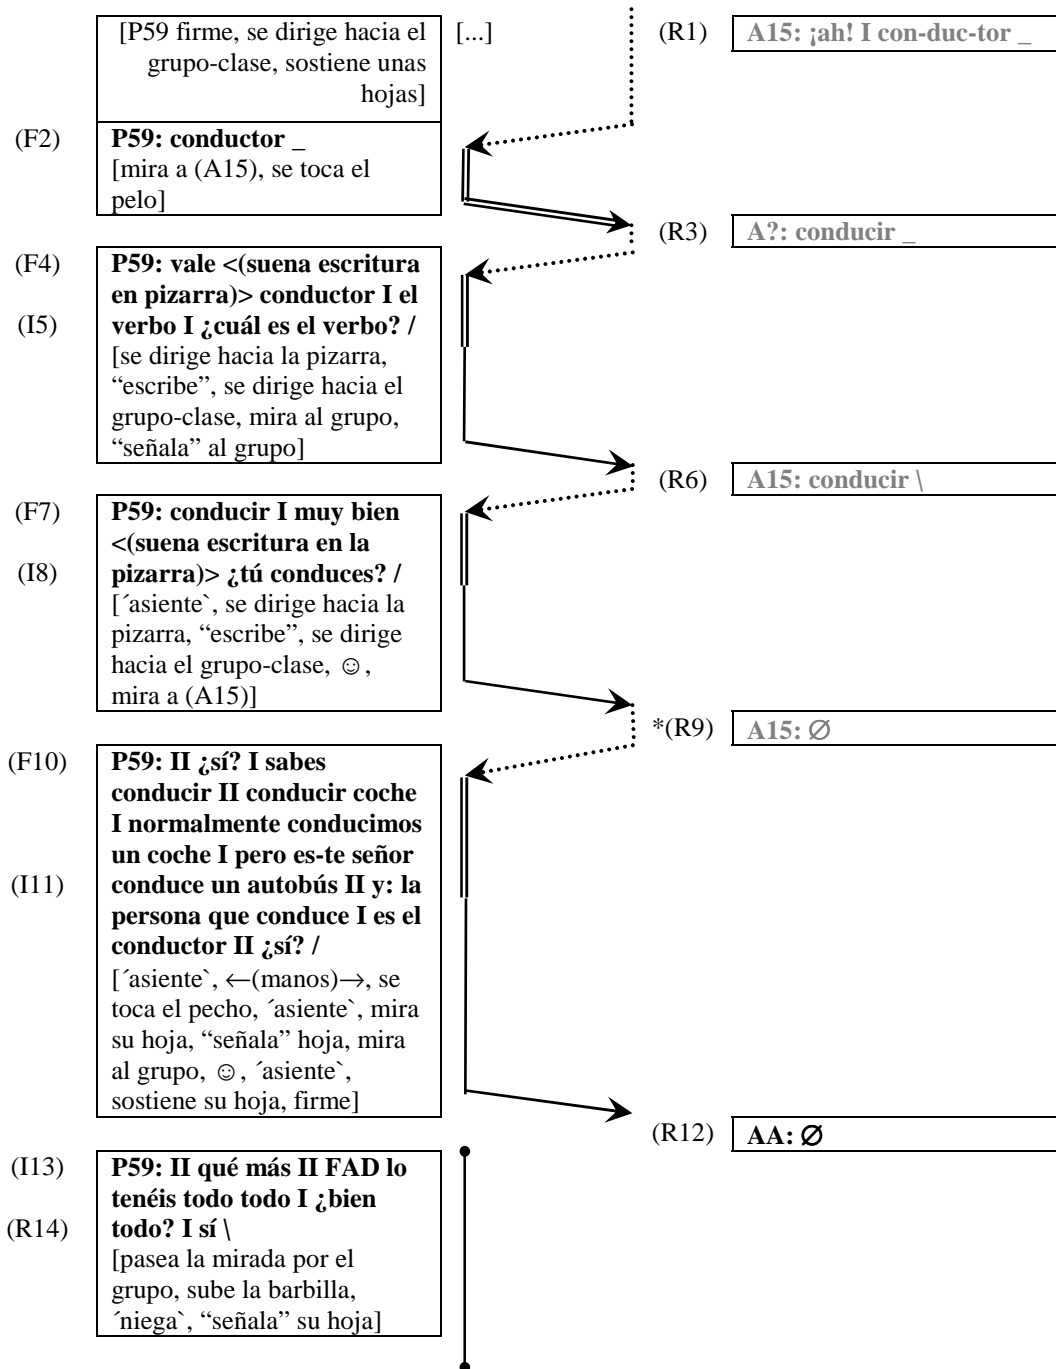 [P59 firme, se dirige hacia el
grupo-clase, sostiene unas
hojas]
[...]
(R1)
A15: ¡ah! I con-duc-tor _
(F2)
P59: conductor _
[mira a (A15), se toca el
pelo]
(R3)
A?: conducir _
(F4)
P59: vale <(suena escritura
en pizarra)> conductor I el
(I5)
verbo I ¿cuál es el verbo? /
[se dirige hacia la pizarra,
“escribe”, se dirige hacia el
grupo-clase, mira al grupo,
“señala” al grupo]
(R6)
A15: conducir \
(F7)
P59: conducir I muy bien
<(suena escritura en la
(I8)
pizarra)> ¿tú conduces? /
[´asiente`, se dirige hacia la
pizarra, “escribe”, se dirige
hacia el grupo-clase, ☺,
mira a (A15)]
*(R9)
A15: ∅
(F10)
P59: II ¿sí? I sabes
conducir II conducir coche
I normalmente conducimos
un coche I pero es-te señor
(I11)
conduce un autobús II y: la
persona que conduce I es el
conductor II ¿sí? /
[´asiente`, ←(manos)→, se
toca el pecho, ´asiente`, mira
su hoja, “señala” hoja, mira
al grupo, ☺, ´asiente`,
sostiene su hoja, firme]
(R12)
AA: ∅
(I13)
P59: II qué más II FAD lo
tenéis todo todo I ¿bien
(R14)
todo? I sí \
[pasea la mirada por el
grupo, sube la barbilla,
´niega`, “señala” su hoja]